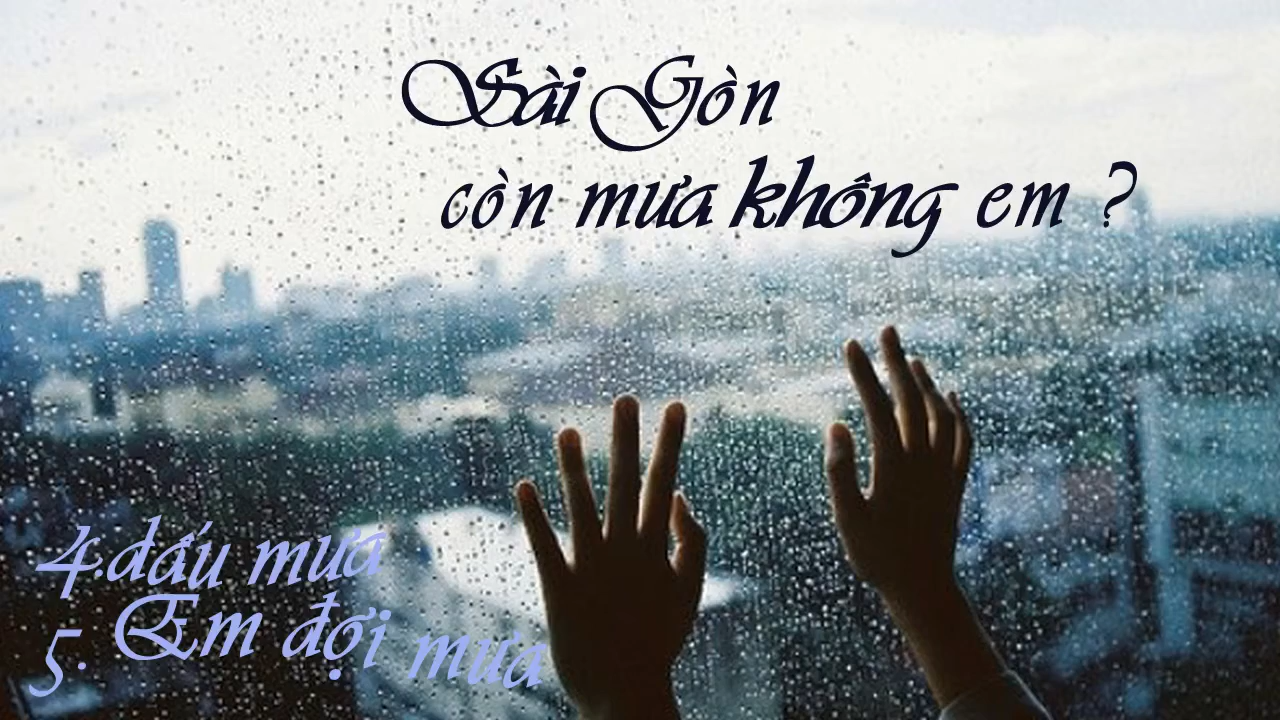 Sài Gòn
còn mưa không em ?
4.dấu mưa
5. Em đợi mưa